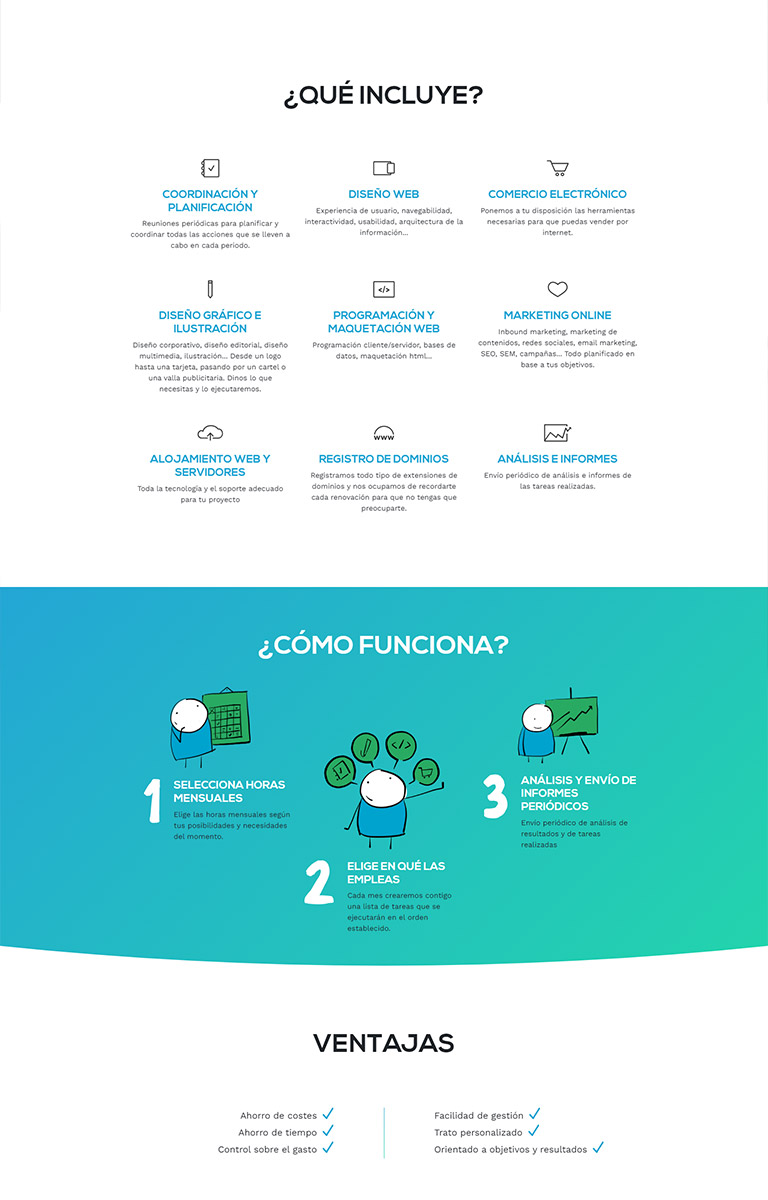 ¿QUÉ INCLUYE?
COORDINACIÓN Y
PLANIFICACIÓN
Reuniones periódicas para planificar y
coordinar todas las acciones que se lleven a
cabo en cada periodo.
DISEÑO WEB
Experiencia de usuario, navegabilidad,
interactividad, usabilidad, arquitectura de la
información...
COMERCIO ELECTRÓNICO
Ponemos a tu disposición las herramientas
necesarias para que puedas vender por
internet.
DISEÑO GRÁFICO E
ILUSTRACIÓN
Diseño corporativo, diseño editorial, diseño
multimedia, ilustración... Desde un logo
hasta una tarjeta, pasando por un cartel o
una valla publicitaria. Dinos lo que
necesitas y lo ejecutaremos.
</>
PROGRAMACIÓN Y
MAQUETACIÓN WEB
Programación cliente/servidor, bases de
datos, maquetación html...
MARKETING ONLINE
Inbound marketing, marketing de
contenidos, redes sociales, email marketing,
SEO, SEM, campañas... Todo planificado en
base a tus objetivos.
ALOJAMIENTO WEB Y
SERVIDORES
Toda la tecnología y el soporte adecuado
para tu proyecto
www
REGISTRO DE DOMINIOS
Registramos todo tipo de extensiones de
dominios y nos ocupamos de recordarte
cada renovación para que no tengas que
preocuparte.
ANÁLISIS E INFORMES
Envio periódico de análisis e informes de
las tareas realizadas.
¿CÓMO FUNCIONA?
1
SELECCIONA HORAS
MENSUALES
Elige las horas mensuales según
tus posibilidades y necesidades
del momento.
</>
2
ELIGE EN QUÉ LAS
EMPLEAS
Cada mes crearemos contigo
una lista de tareas que se
ejecutarán en el orden
establecido.
3
ANÁLISIS Y ENVÍO DE
INFORMES
PERIÓDICOS
Envio periódico de análisis de
resultados y de tareas
realizadas
VENTAJAS
Ahorro de costes
Ahorro de tiempo
Control sobre el gasto
Facilidad de gestión
Trato personalizado
Orientado a objetivos y resultados